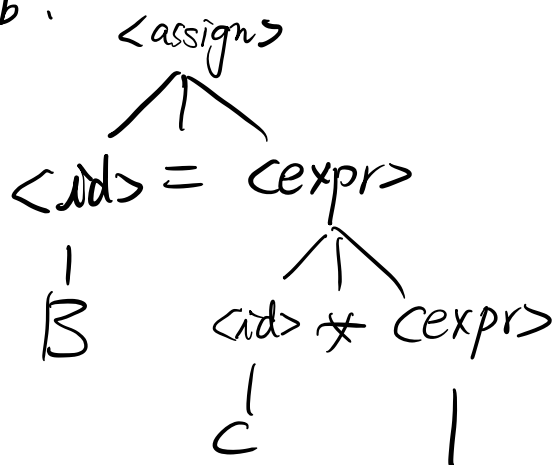 b.
<assign>
<id> = <expr>
B
<id> * <expr>
C